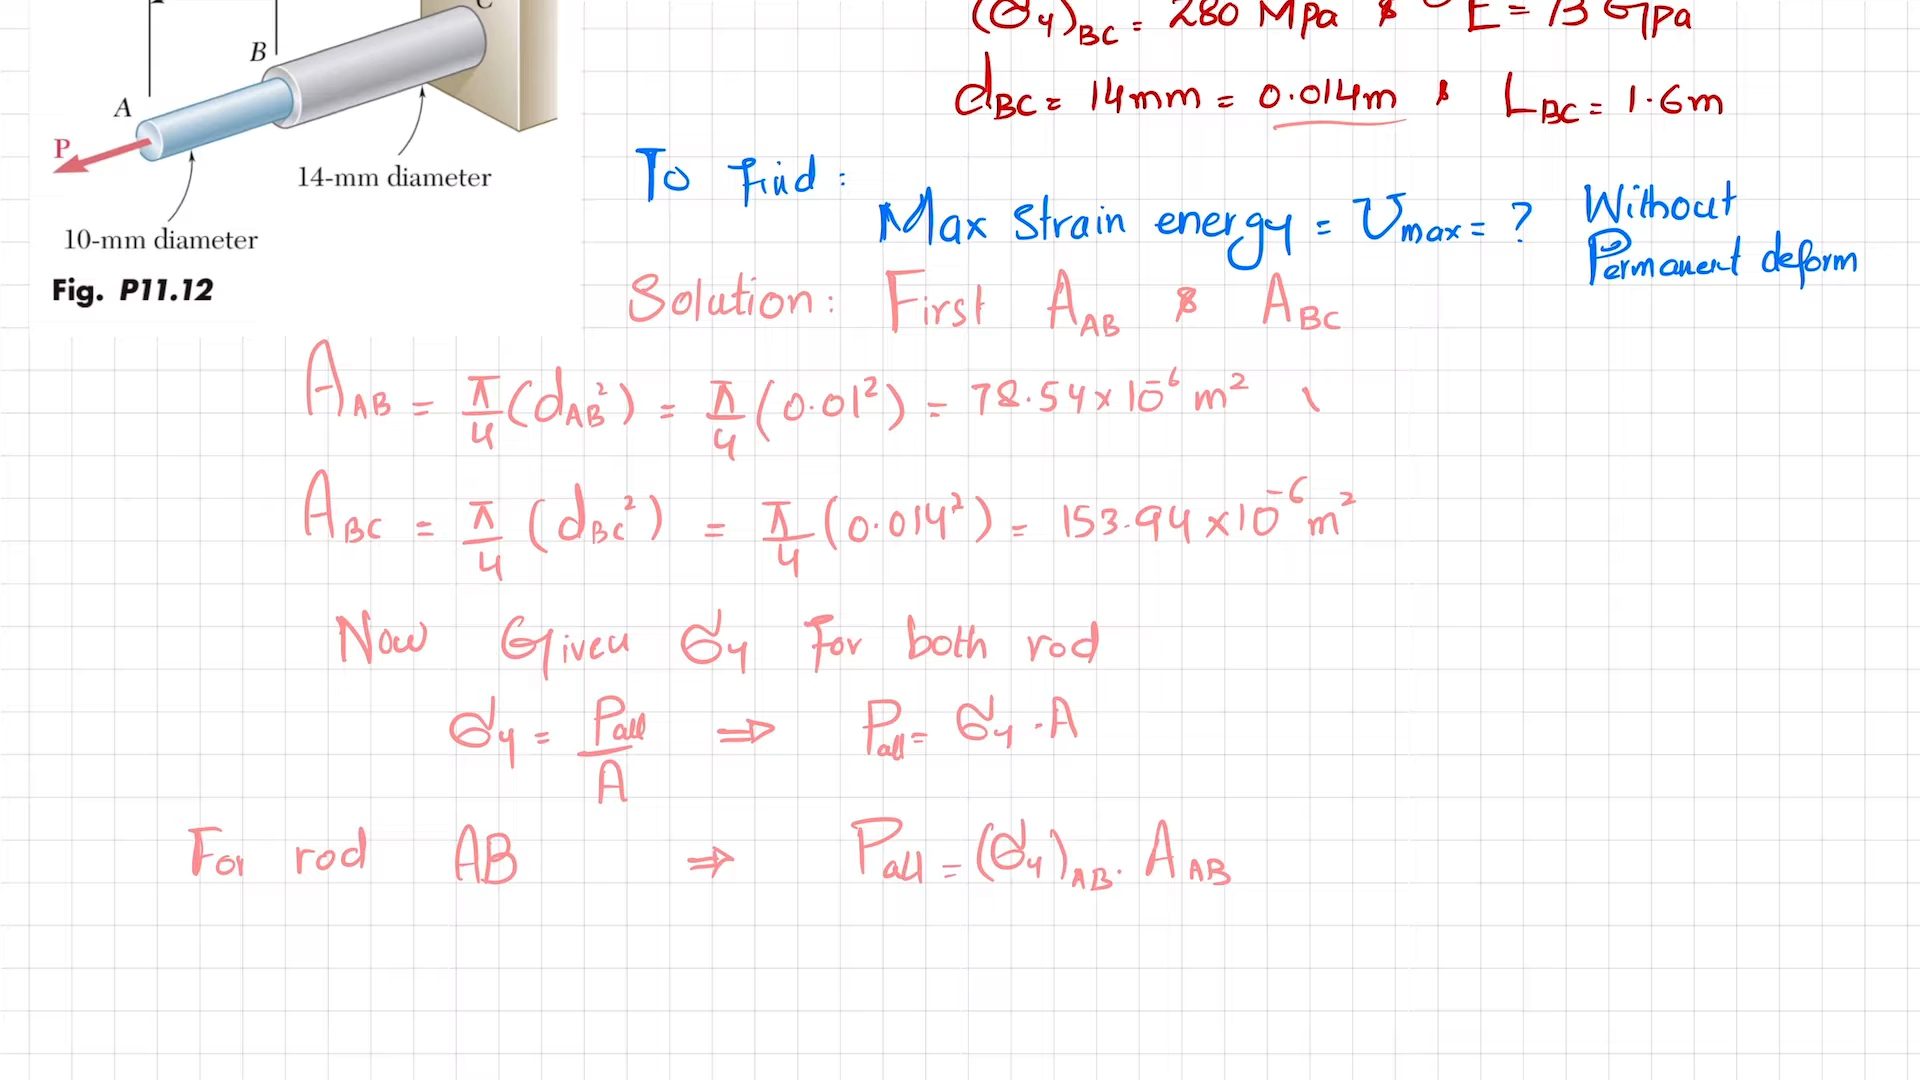 C
(σy)BC = 280 MPa & E = 73 GPa
B
A
dBC = 14mm = 0.014m & LBC = 1.6m
P
14-mm diameter
10-mm diameter
Fig. P11.12
To Find :
Max Strain energy = Umax = ? Without Permanent deform
Solution: First AAB & ABC
AAB = π/4 (dAB²) = π/4 (0.01²) = 78.54 × 10⁻⁶ m²
ABC = π/4 (dBC²) = π/4 (0.014²) = 153.94 × 10⁻⁶ m²
Now Given σy For both rod
σy = Pall/A ⇒ Pall = σy · A
For rod AB ⇒ Pall = (σy)AB · AAB